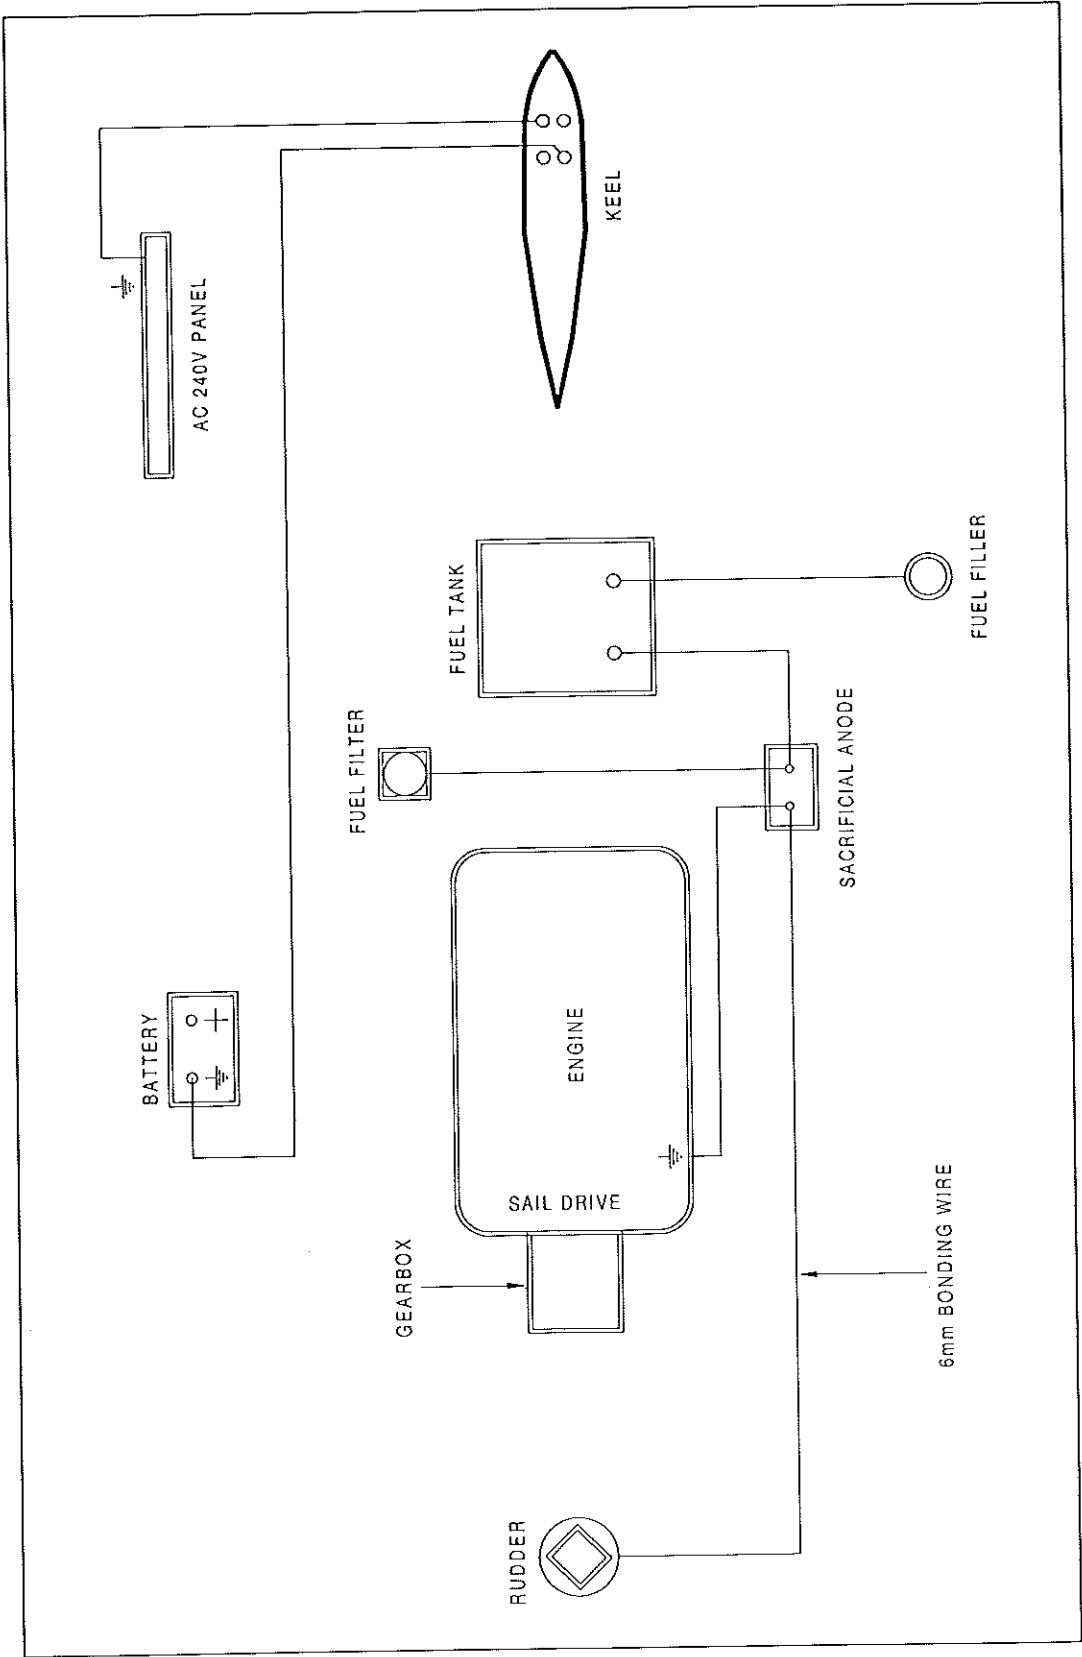 RUDDER
GEARBOX
BATTERY
SAIL DRIVE
ENGINE
6mm BONDING WIRE
FUEL FILTER
SACRIFICIAL ANODE
FUEL TANK
FUEL FILLER
AC 240V PANEL
KEEL